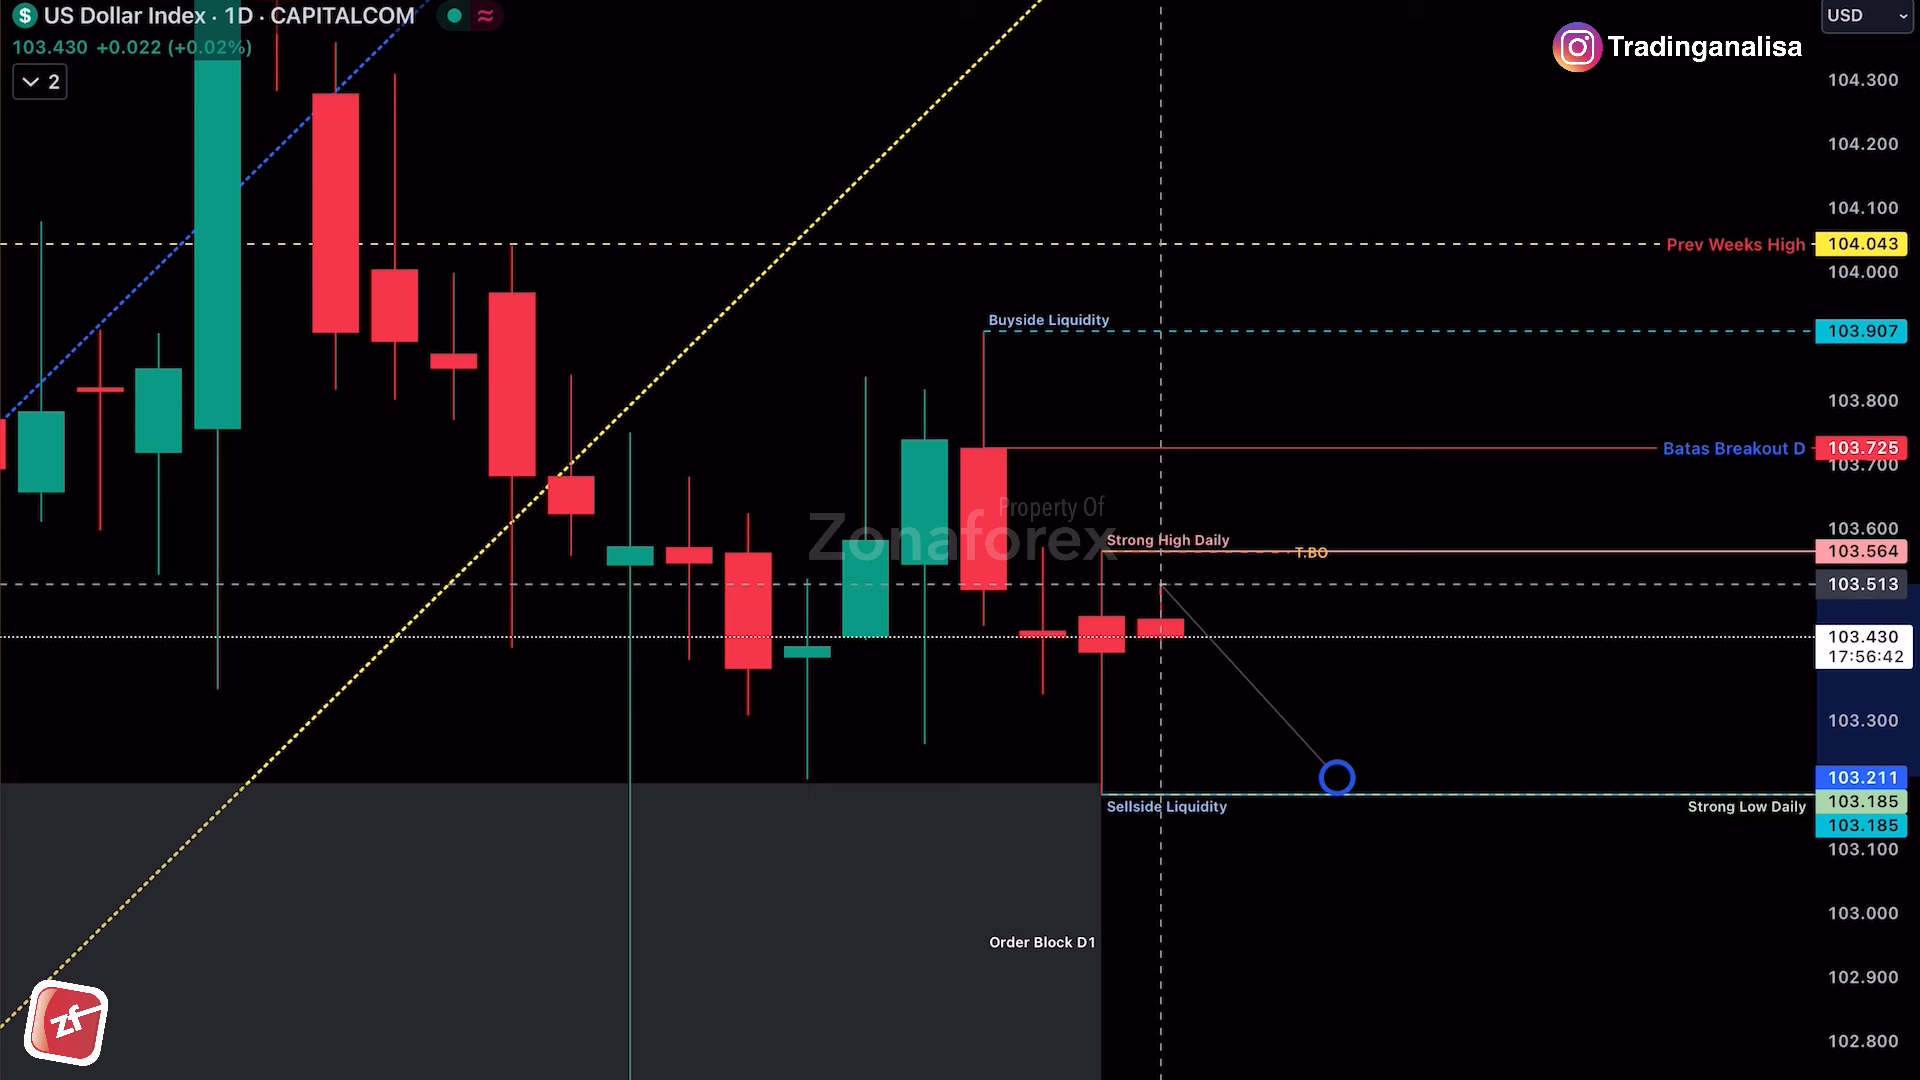 $ US Dollar Index · 1D · CAPITALCOM
103.430 +0.022 (+0.02%)
2
Tradinganalisa
USD
104.300
104.200
104.100
Prev Weeks High
104.043
104.000
Buyside Liquidity
103.907
103.800
Batas Breakout D
103.725
103.700
Property Of
Zonaforex
103.600
Strong High Daily
T.BO
103.564
103.513
103.430
17:56:42
103.300
103.211
Sellside Liquidity
Strong Low Daily
103.185
103.185
103.100
103.000
Order Block D1
102.900
zf
102.800